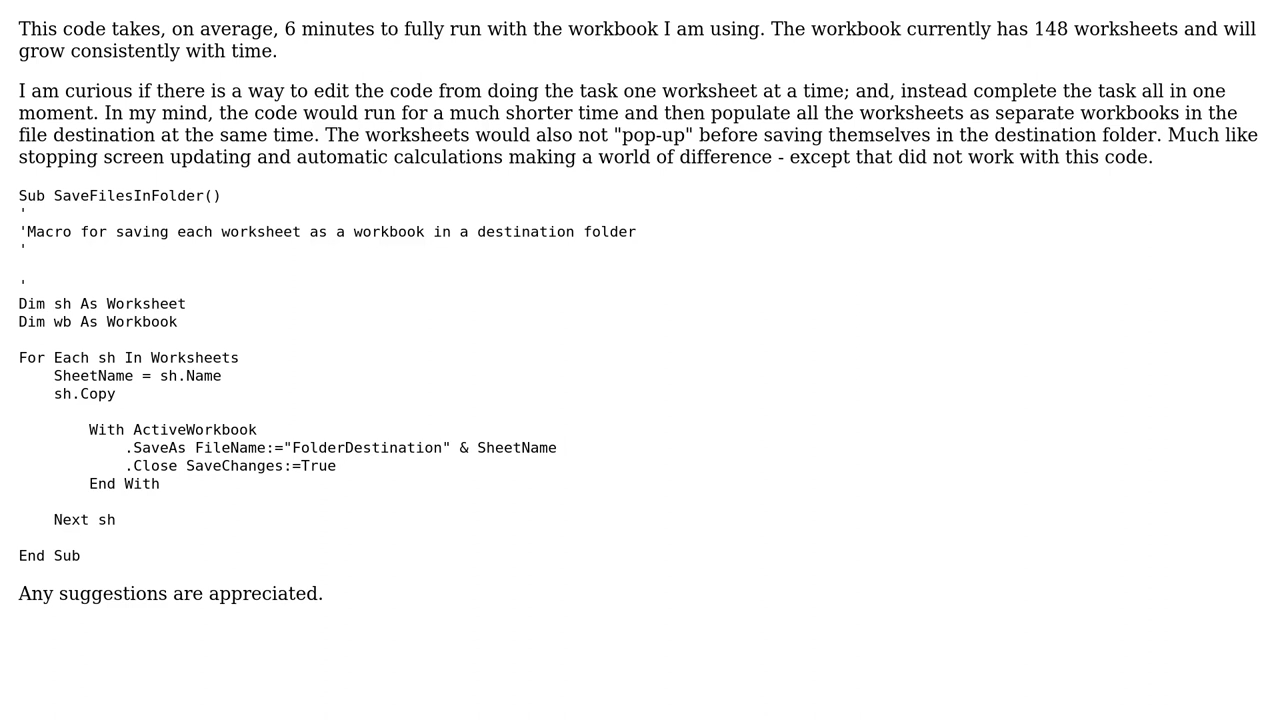 This code takes, on average, 6 minutes to fully run with the workbook I am using. The workbook currently has 148 worksheets and will
grow consistently with time.
I am curious if there is a way to edit the code from doing the task one worksheet at a time; and, instead complete the task all in one
moment. In my mind, the code would run for a much shorter time and then populate all the worksheets as separate workbooks in the
file destination at the same time. The worksheets would also not "pop-up" before saving themselves in the destination folder. Much like
stopping screen updating and automatic calculations making a world of difference - except that did not work with this code.
Sub SaveFilesInFolder()
'
'Macro for saving each worksheet as a workbook in a destination folder
'
'
Dim sh As Worksheet
Dim wb As Workbook
For Each sh In Worksheets
    SheetName = sh.Name
    sh.Copy
        With ActiveWorkbook
            .SaveAs FileName:="FolderDestination" & SheetName
            .Close SaveChanges:=True
        End With
    Next sh
End Sub
Any suggestions are appreciated.